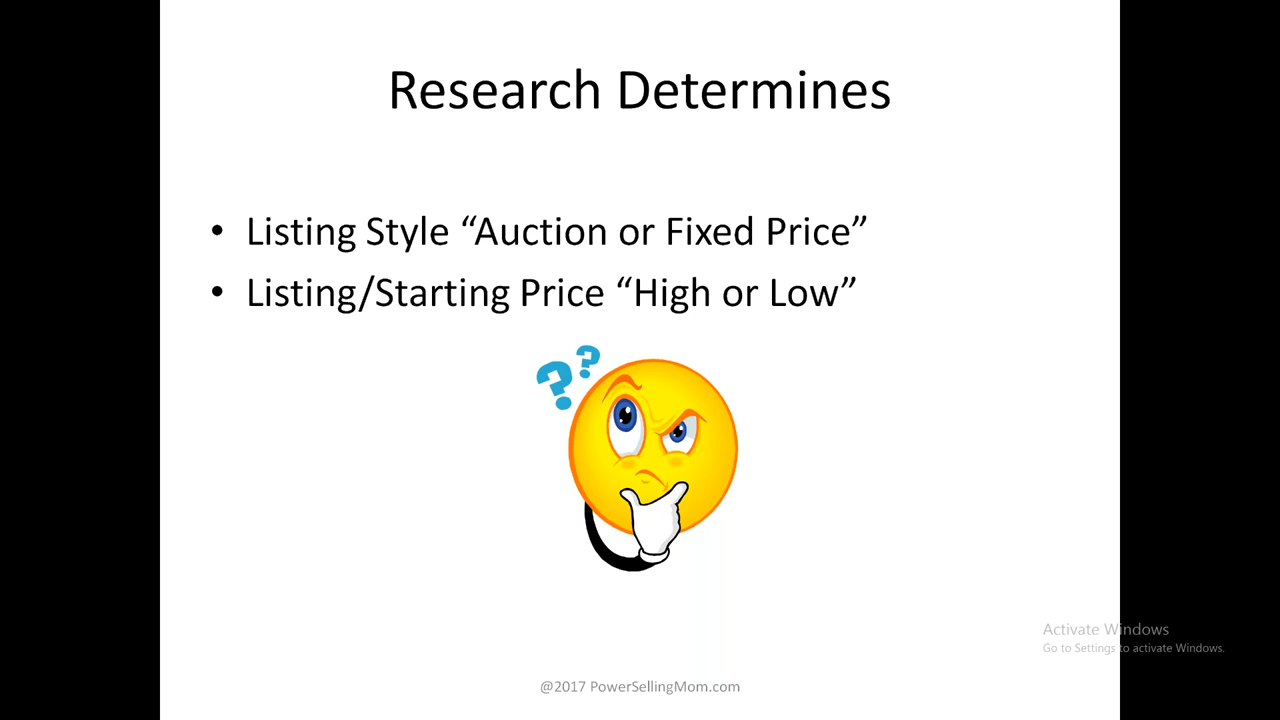 Research Determines
• Listing Style “Auction or Fixed Price”
• Listing/Starting Price “High or Low”
??
Activate Windows
Go to Settings to activate Windows.
@2017 PowerSellingMom.com